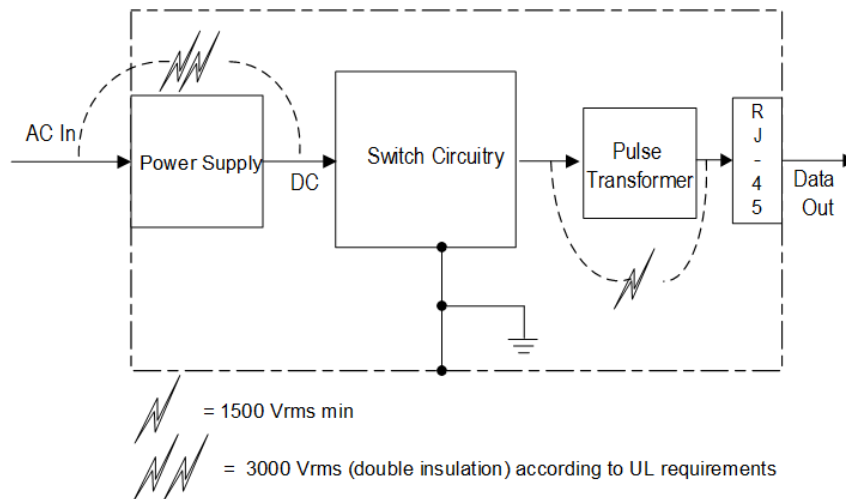 AC In
Power Supply
DC
Switch Circuitry
Pulse
Transformer
R
J
-
4
5
Data
Out
= 1500 Vrms min
= 3000 Vrms (double insulation) according to UL requirements